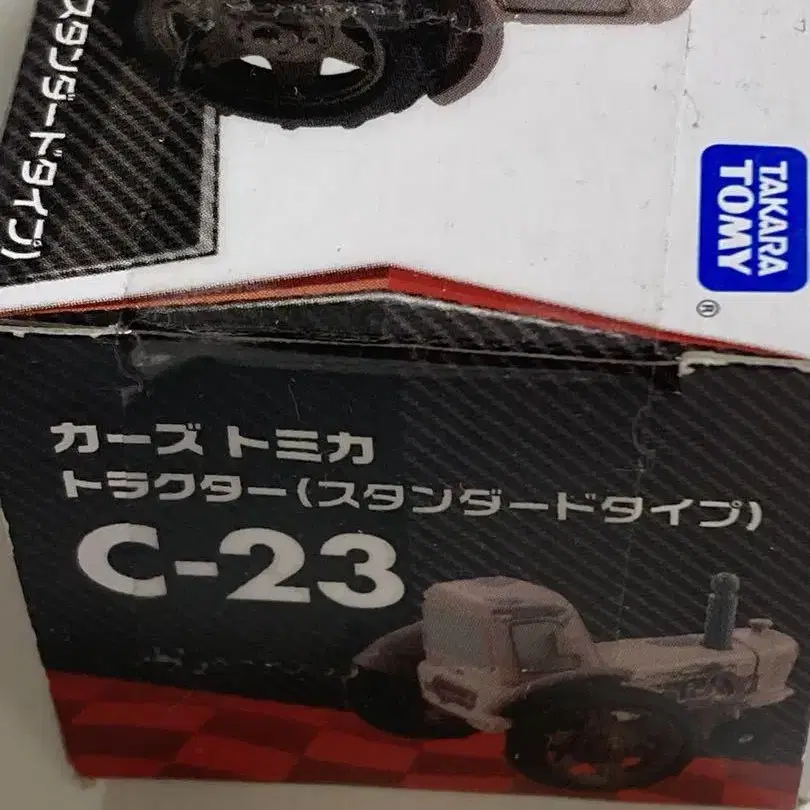 スタンダードタイプ)
TAKARA
TOMY
®
カーズ トミカ
トラクター(スタンダードタイプ)
C-23